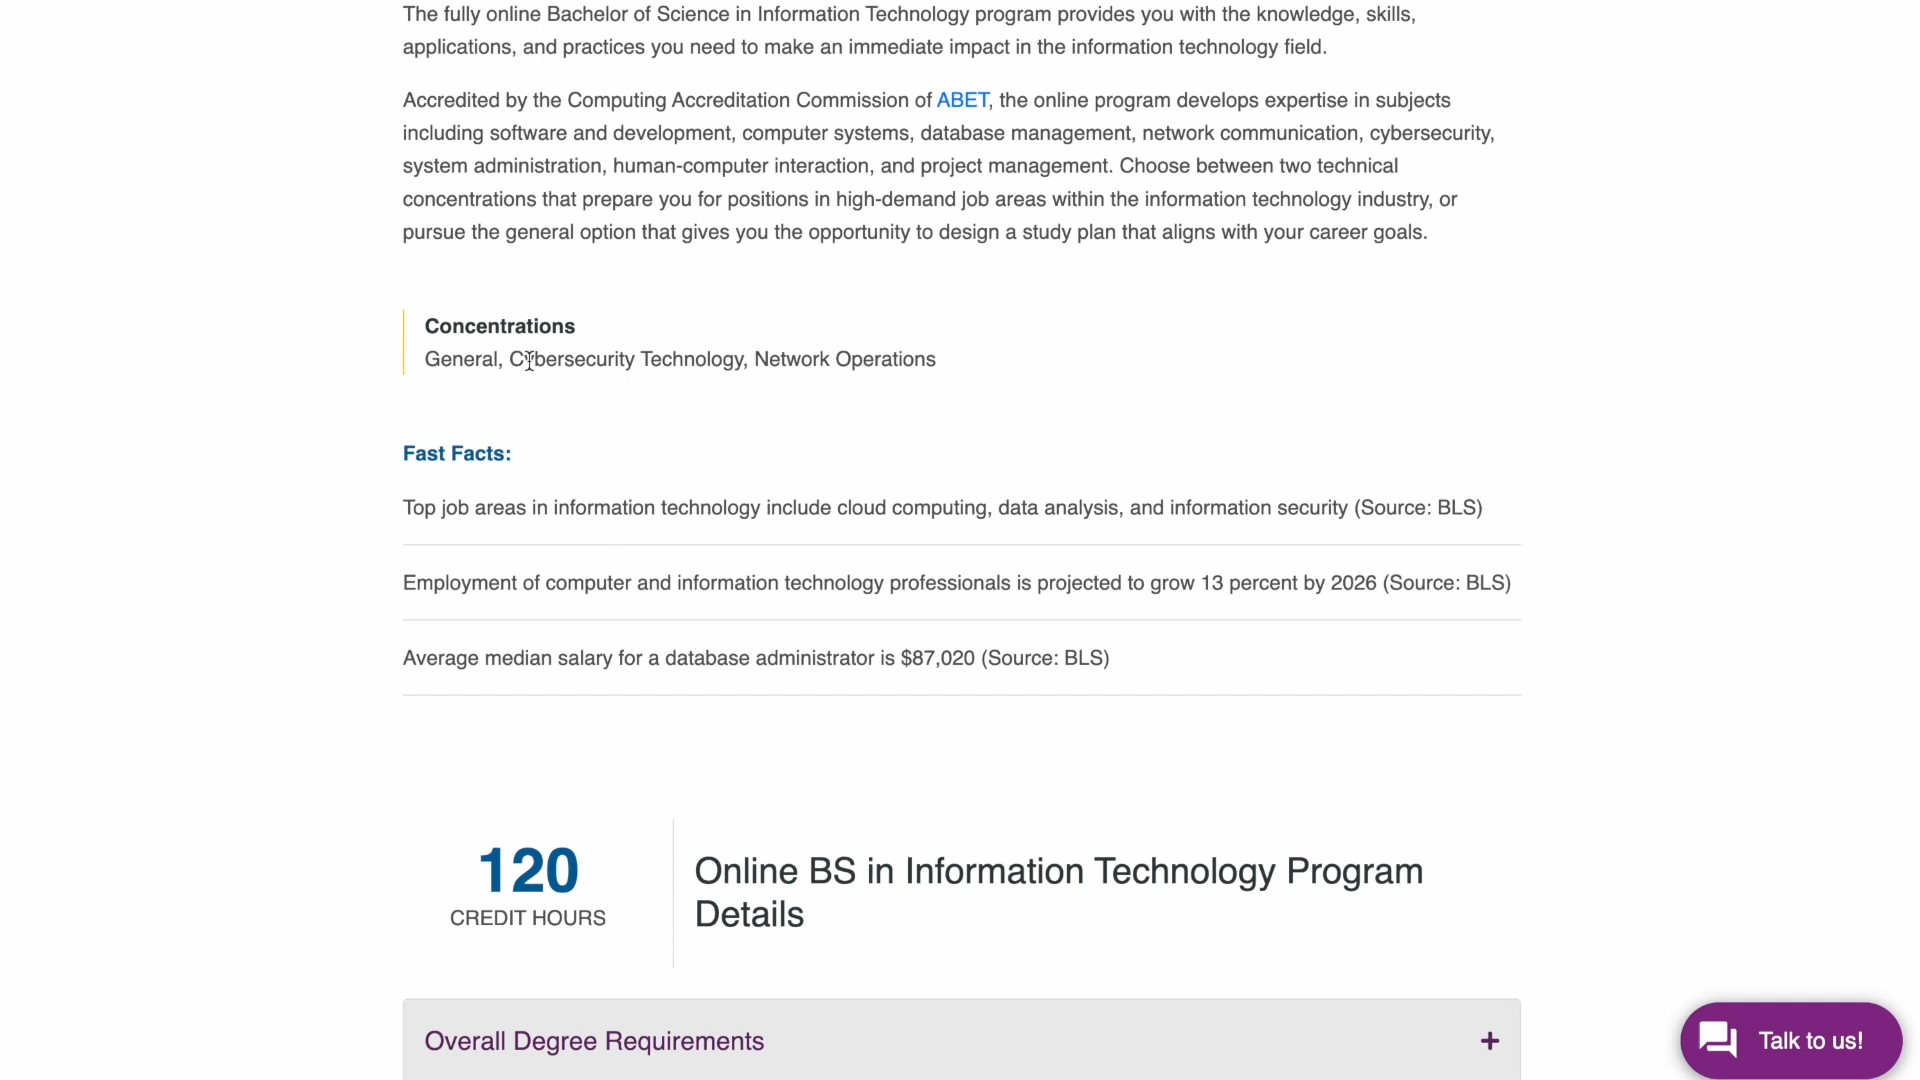 The fully online Bachelor of Science in Information Technology program provides you with the knowledge, skills,
applications, and practices you need to make an immediate impact in the information technology field.
Accredited by the Computing Accreditation Commission of ABET, the online program develops expertise in subjects
including software and development, computer systems, database management, network communication, cybersecurity,
system administration, human-computer interaction, and project management. Choose between two technical
concentrations that prepare you for positions in high-demand job areas within the information technology industry, or
pursue the general option that gives you the opportunity to design a study plan that aligns with your career goals.
Concentrations
General, Cybersecurity Technology, Network Operations
Fast Facts:
Top job areas in information technology include cloud computing, data analysis, and information security (Source: BLS)
Employment of computer and information technology professionals is projected to grow 13 percent by 2026 (Source: BLS)
Average median salary for a database administrator is $87,020 (Source: BLS)
120
CREDIT HOURS
Online BS in Information Technology Program
Details
Overall Degree Requirements
+
Talk to us!